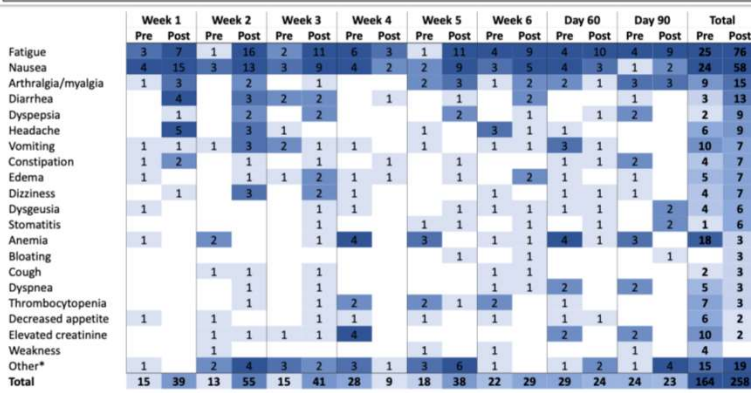 Week 1 Week 2 Week 3 Week 4 Week 5 Week 6 Day 60 Day 90 Total
Pre Post Pre Post Pre Post Pre Post Pre Post Pre Post Pre Post Pre Post Pre Post
Fatigue 3 7 1 16 2 11 6 3 1 11 4 9 4 10 4 9 25 76
Nausea 4 15 3 13 3 9 4 2 2 9 3 5 4 3 1 2 24 58
Arthralgia/myalgia 1 3 2 1 2 3 1 2 2 1 3 3 9 15
Diarrhea 4 3 2 2 1 1 2 1 3 13
Dyspepsia 1 2 2 2 1 1 2 2 9
Headache 5 3 1 1 3 1 1 6 9
Vomiting 1 1 1 3 2 1 1 1 1 1 3 1 10 7
Constipation 1 2 1 1 1 1 1 1 2 4 7
Edema 1 1 1 2 1 1 1 2 1 1 1 5 7
Dizziness 1 3 2 1 1 1 1 1 4 7
Dysgeusia 1 1 1 1 1 1 1 1 2 4 6
Stomatitis 1 1 1 1 1 2 1 6
Anemia 1 2 1 4 3 1 4 1 3 18 3
Bloating 1 1 1 3
Cough 1 1 1 1 1 2 3
Dyspnea 1 1 1 1 2 2 5 3
Thrombocytopenia 1 1 2 2 1 2 1 7 3
Decreased appetite 1 1 1 1 1 1 1 1 6 2
Elevated creatinine 1 1 1 1 4 2 2 10 2
Weakness 1 1 1 1 4
Other* 1 2 4 3 2 3 1 3 6 1 1 2 1 4 15 19
Total 15 39 13 55 15 41 28 9 18 38 22 29 29 24 24 23 164 258